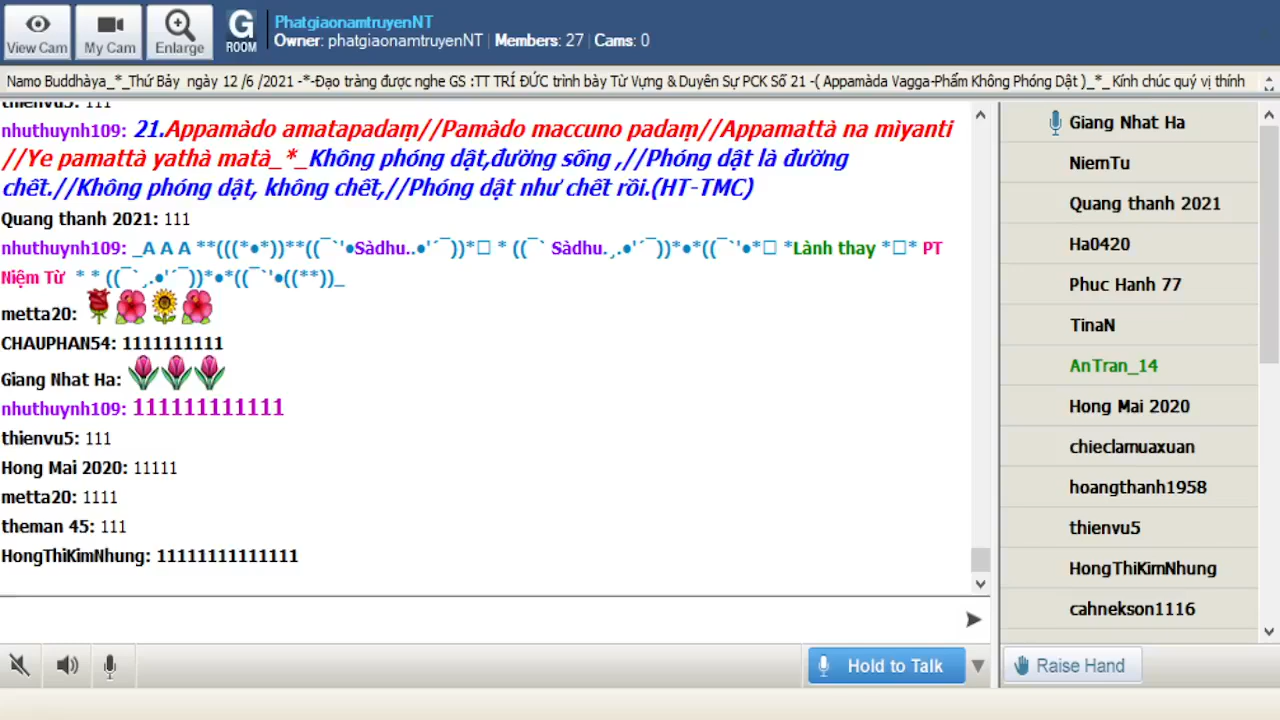 View Cam
My Cam
Enlarge
G
ROOM
PhatgiaonamtruyenNT
Owner: phatgiaonamtruyenNT | Members: 27 | Cams: 0
Namo Buddhàya_*_Thứ Bảy ngày 12 /6 /2021 -*-Đạo tràng được nghe GS :TT TRÍ ĐỨC trình bày Từ Vựng & Duyên Sự PCK Số 21 -( Appamàda Vagga-Phẩm Không Phóng Dật )_*_ Kính chúc quý vị thính
thienvu5: 111
nhuthuynh109: 21.Appamàdo amatapadaṃ//Pamàdo maccuno padaṃ//Appamattà na mìyanti
//Ye pamattà yathà matà_*_Không phóng dật,đường sống ,//Phóng dật là đường
chết.//Không phóng dật, không chết,//Phóng dật như chết rồi.(HT-TMC)
Quang thanh 2021: 111
nhuthuynh109: _A A A **(((*•*))**((¯`'•Sàdhu..•'´¯))*□ * ((¯` Sàdhu.¸.•'´¯))*•*((¯`'•*□ *Lành thay *□* PT
Niệm Từ * * ((¯`¸.•'´¯))*•*((¯`'•((**))_
metta20:
CHAUPHAN54: 1111111111
Giang Nhat Ha:
nhuthuynh109: 111111111111
thienvu5: 111
Hong Mai 2020: 11111
metta20: 1111
theman 45: 111
HongThiKimNhung: 11111111111111
Hold to Talk
Giang Nhat Ha
NiemTu
Quang thanh 2021
Ha0420
Phuc Hanh 77
TinaN
AnTran_14
Hong Mai 2020
chieclamuaxuan
hoangthanh1958
thienvu5
HongThiKimNhung
cahnekson1116
Raise Hand